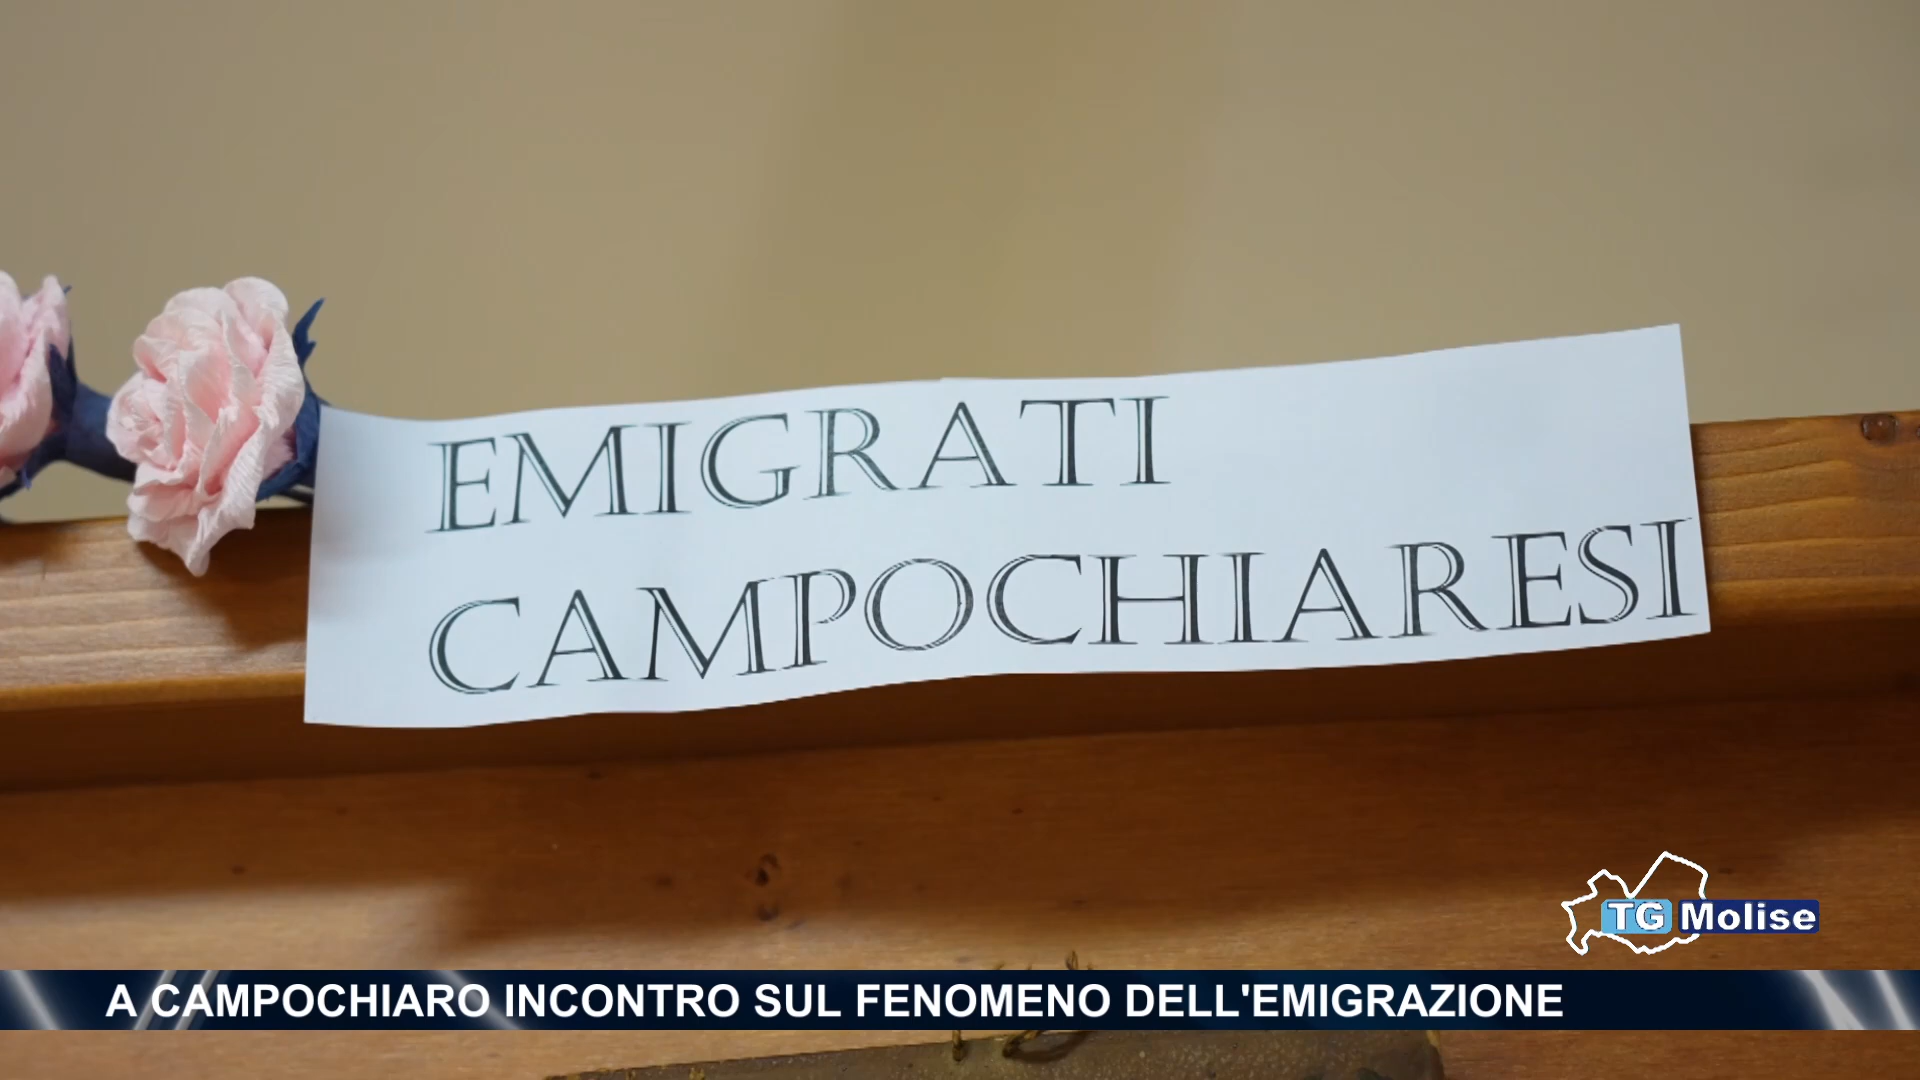 EMIGRATI
CAMPOCHIARESI
TG Molise
A CAMPOCHIARO INCONTRO SUL FENOMENO DELL'EMIGRAZIONE